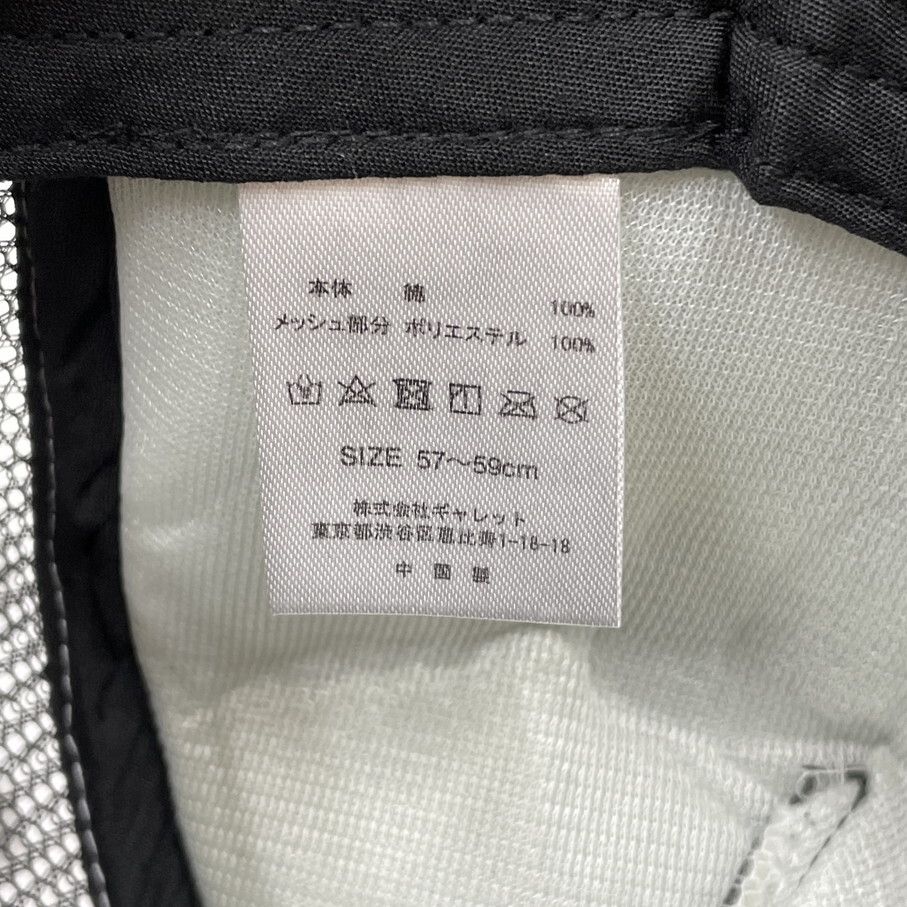 本体 綿 100%
メッシュ部分 ポリエステル 100%
SIZE 57〜59cm
株式会社ギャレット
東京都渋谷区恵比寿1-18-18
中国製